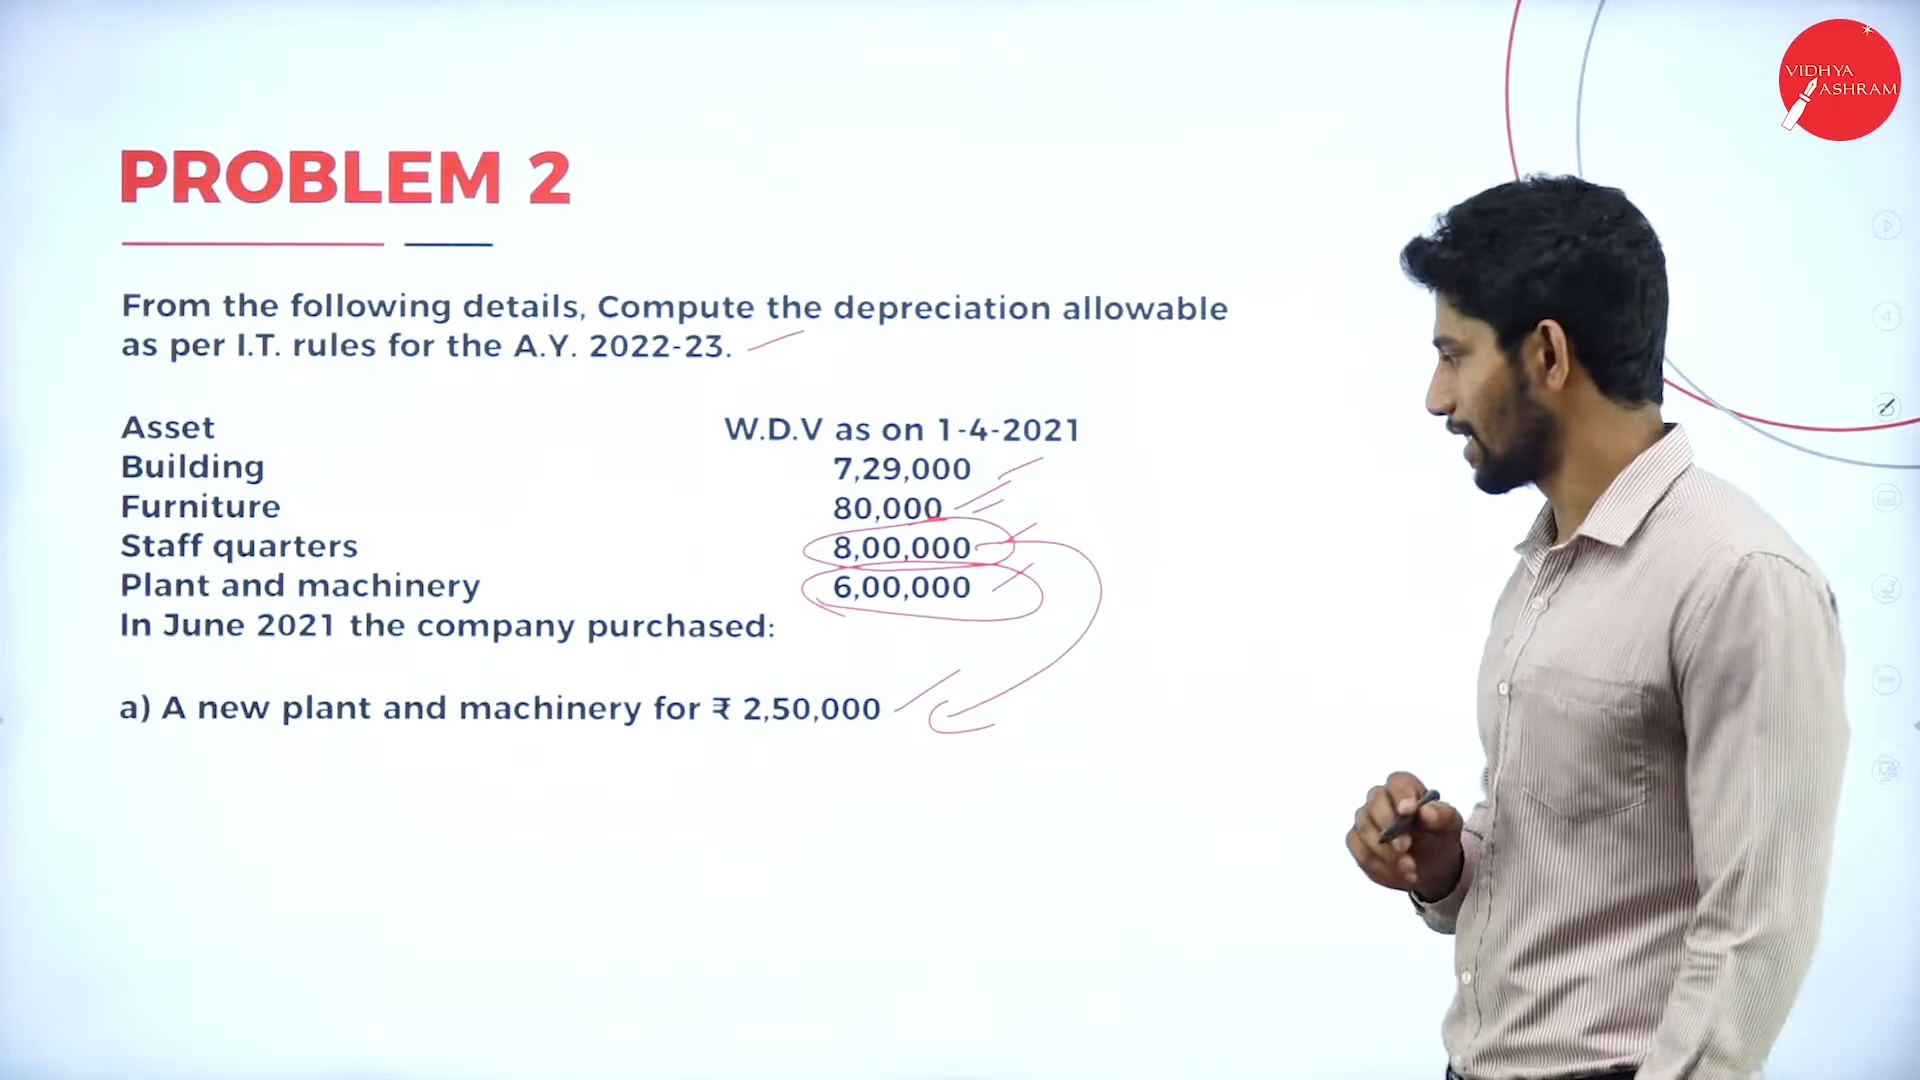 VIDHYA
ASHRAM
PROBLEM 2
From the following details, Compute the depreciation allowable
as per I.T. rules for the A.Y. 2022-23.
Asset W.D.V as on 1-4-2021
Building 7,29,000
Furniture 80,000
Staff quarters 8,00,000
Plant and machinery 6,00,000
In June 2021 the company purchased:
a) A new plant and machinery for ₹ 2,50,000